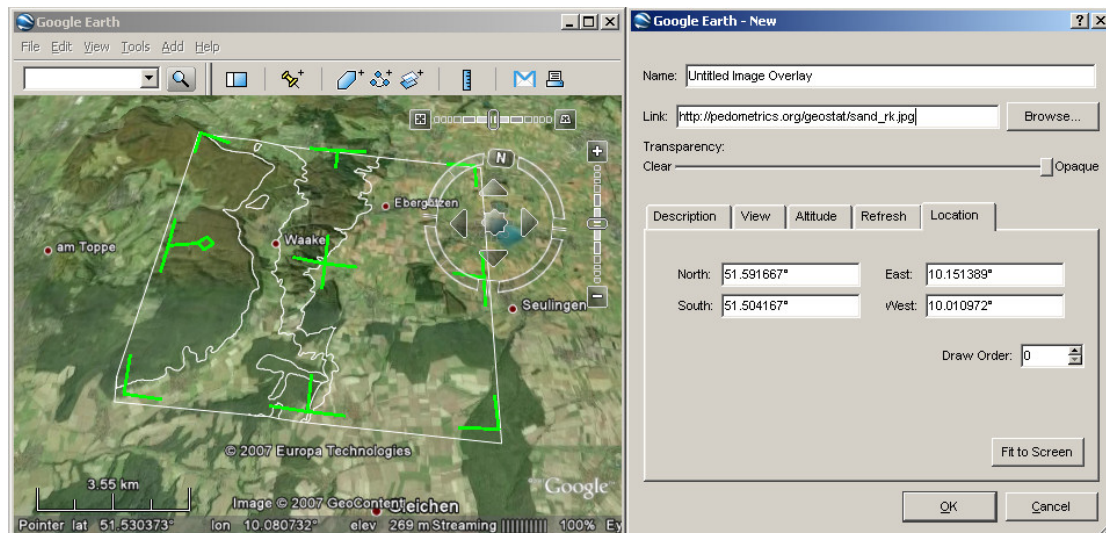 Google Earth
File Edit View Tools Add Help
N
Ebergötzen
Waake
am Toppe
Seulingen
© 2007 Europa Technologies
3.55 km
Google
Image © 2007 GeoContent
Gleichen
Pointer lat 51.530373° lon 10.080732° elev 269 m Streaming |||||||||| 100% Ey
Google Earth - New
Name: Untitled Image Overlay
Link: http://pedometrics.org/geostat/sand_rk.jpg Browse...
Transparency:
Clear Opaque
Description View Altitude Refresh Location
North: 51.591667° East: 10.151389°
South: 51.504167° West: 10.010972°
Draw Order: 0
Fit to Screen
OK Cancel